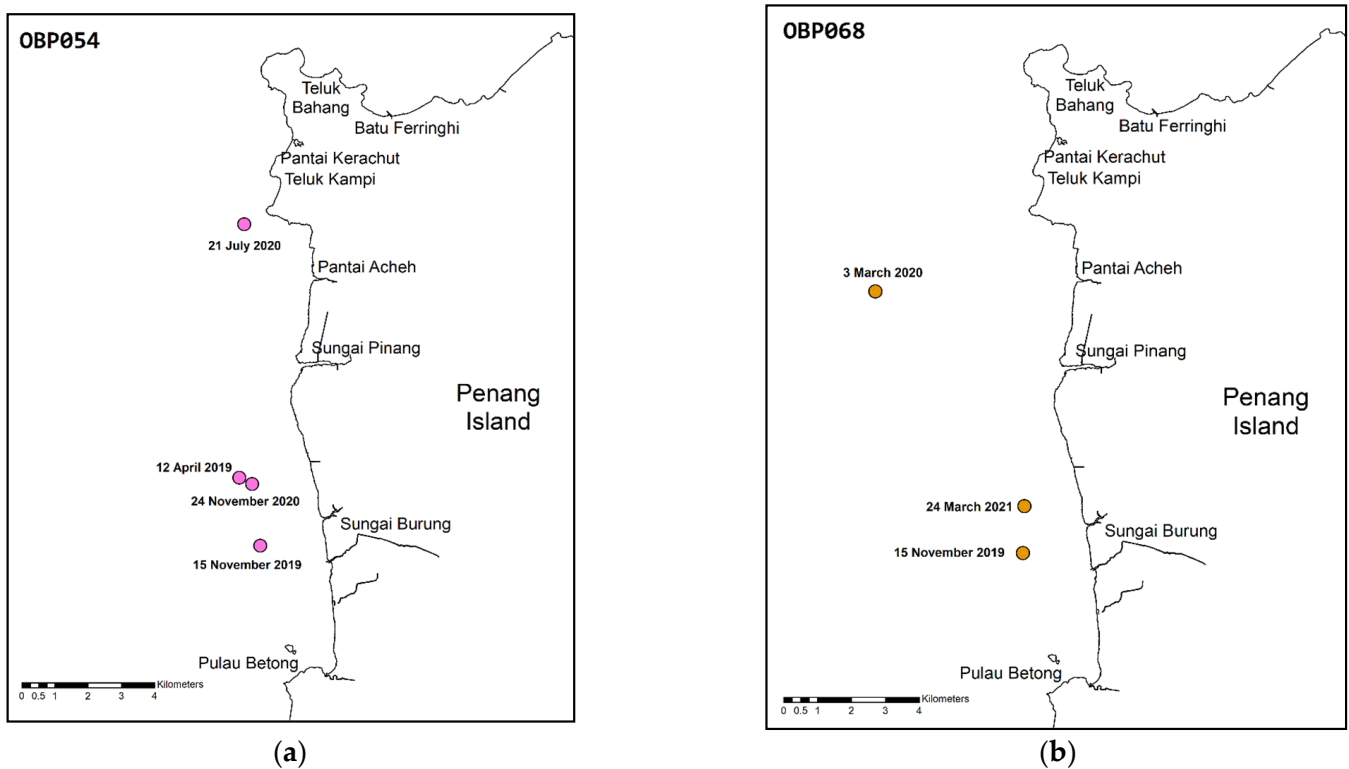 OBP054
Teluk
Bahang
Batu Ferringhi
Pantai Kerachut
Teluk Kampi
21 July 2020
Pantai Acheh
Sungai Pinang
Penang
Island
12 April 2019
24 November 2020
Sungai Burung
15 November 2019
Pulau Betong
Kilometers
0 0.5 1 2 3 4
(a)
OBP068
Teluk
Bahang
Batu Ferringhi
Pantai Kerachut
Teluk Kampi
3 March 2020
Pantai Acheh
Sungai Pinang
Penang
Island
24 March 2021
Sungai Burung
15 November 2019
Pulau Betong
Kilometers
0 0.5 1 2 3 4
(b)